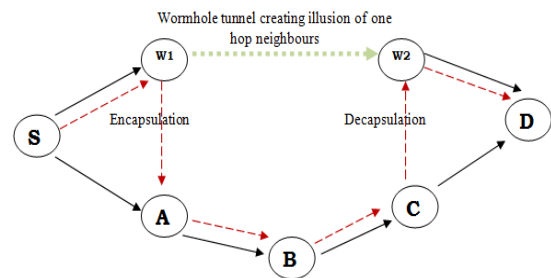 Wormhole tunnel creating illusion of one
hop neighbours
W1
W2
S
Encapsulation
Decapsulation
D
A
C
B